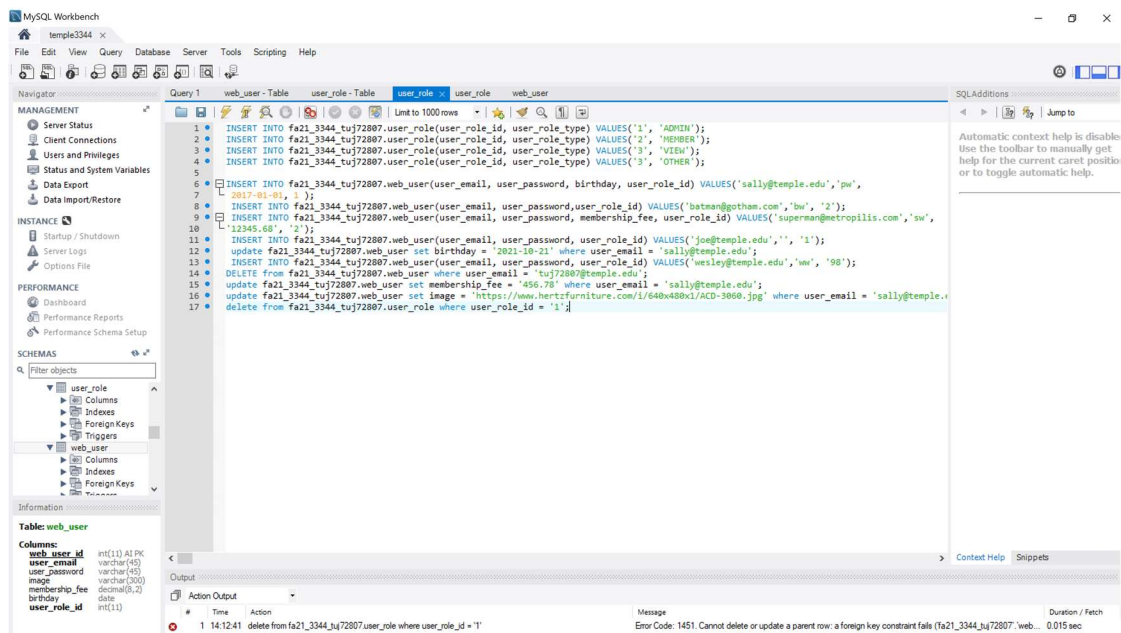 MySQL Workbench
temple3344
File Edit View Query Database Server Tools Scripting Help
Navigator
MANAGEMENT
Server Status
Client Connections
Users and Privileges
Status and System Variables
Data Export
Data Import/Restore
INSTANCE
Startup / Shutdown
Server Logs
Options File
PERFORMANCE
Dashboard
Performance Reports
Performance Schema Setup
SCHEMAS
Filter objects
user_role
Columns
Indexes
Foreign Keys
Triggers
web_user
Columns
Indexes
Foreign Keys
Triggers
Information
Table: web_user
Columns:
web_user_id int(11) AI PK
user_email varchar(45)
user_password varchar(45)
image varchar(300)
membership_fee decimal(8,2)
birthday date
user_role_id int(11)
Query 1 web_user - Table user_role - Table user_role user_role web_user
Limit to 1000 rows
1 INSERT INTO fa21_3344_tuj72807.user_role(user_role_id, user_role_type) VALUES('1', 'ADMIN');
2 INSERT INTO fa21_3344_tuj72807.user_role(user_role_id, user_role_type) VALUES('2', 'MEMBER');
3 INSERT INTO fa21_3344_tuj72807.user_role(user_role_id, user_role_type) VALUES('3', 'VIEW');
4 INSERT INTO fa21_3344_tuj72807.user_role(user_role_id, user_role_type) VALUES('3', 'OTHER');
5
6 INSERT INTO fa21_3344_tuj72807.web_user(user_email, user_password, birthday, user_role_id) VALUES('sally@temple.edu','pw',
7 2017-01-01, 1 );
8 INSERT INTO fa21_3344_tuj72807.web_user(user_email, user_password,user_role_id) VALUES('batman@gotham.com','bw', '2');
9 INSERT INTO fa21_3344_tuj72807.web_user(user_email, user_password, membership_fee, user_role_id) VALUES('superman@metropilis.com','sw',
10 '12345.68', '2');
11 INSERT INTO fa21_3344_tuj72807.web_user(user_email, user_password, user_role_id) VALUES('joe@temple.edu','', '1');
12 update fa21_3344_tuj72807.web_user set birthday = '2021-10-21' where user_email = 'sally@temple.edu';
13 INSERT INTO fa21_3344_tuj72807.web_user(user_email, user_password, user_role_id) VALUES('wesley@temple.edu','ww', '98');
14 DELETE from fa21_3344_tuj72807.web_user where user_email = 'tuj72807@temple.edu';
15 update fa21_3344_tuj72807.web_user set membership_fee = '456.78' where user_email = 'sally@temple.edu';
16 update fa21_3344_tuj72807.web_user set image = 'https://www.hertzfurniture.com/i/640x480x1/ACD-3060.jpg' where user_email = 'sally@temple.e
17 delete from fa21_3344_tuj72807.user_role where user_role_id = '1';
SQLAdditions
Jump to
Automatic context help is disable
Use the toolbar to manually get
help for the current caret positio
or to toggle automatic help.
Context Help Snippets
Output
Action Output
# Time Action Message Duration / Fetch
1 14:12:41 delete from fa21_3344_tuj72807.user_role where user_role_id = '1' Error Code: 1451. Cannot delete or update a parent row: a foreign key constraint fails (`fa21_3344_tuj72807`.`web... 0.015 sec